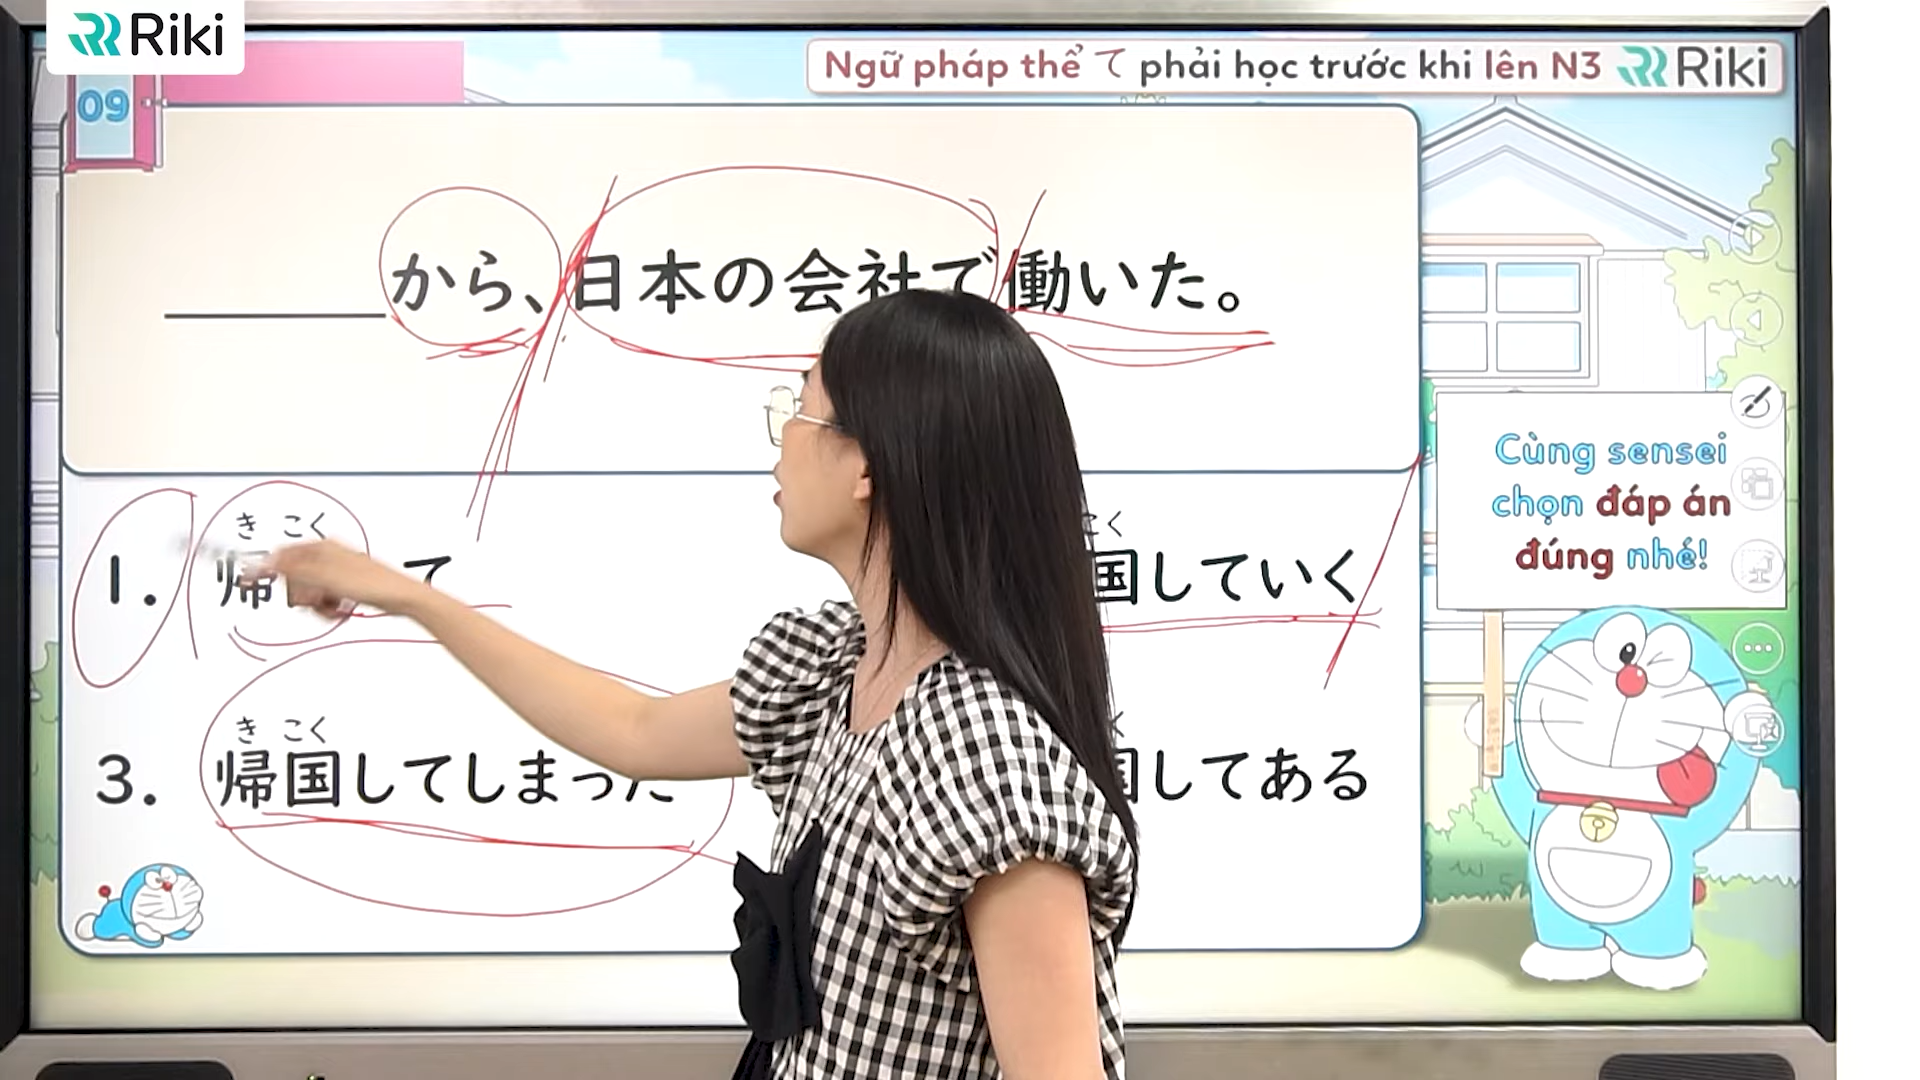 Riki
Ngữ pháp thể て phải học trước khi lên N3 Riki
09
から、日本の会社で働いた。
きこく
1. 帰 て
国していく
きこく
3. 帰国してしまった
してある
Cùng sensei
chọn đáp án
đúng nhé!